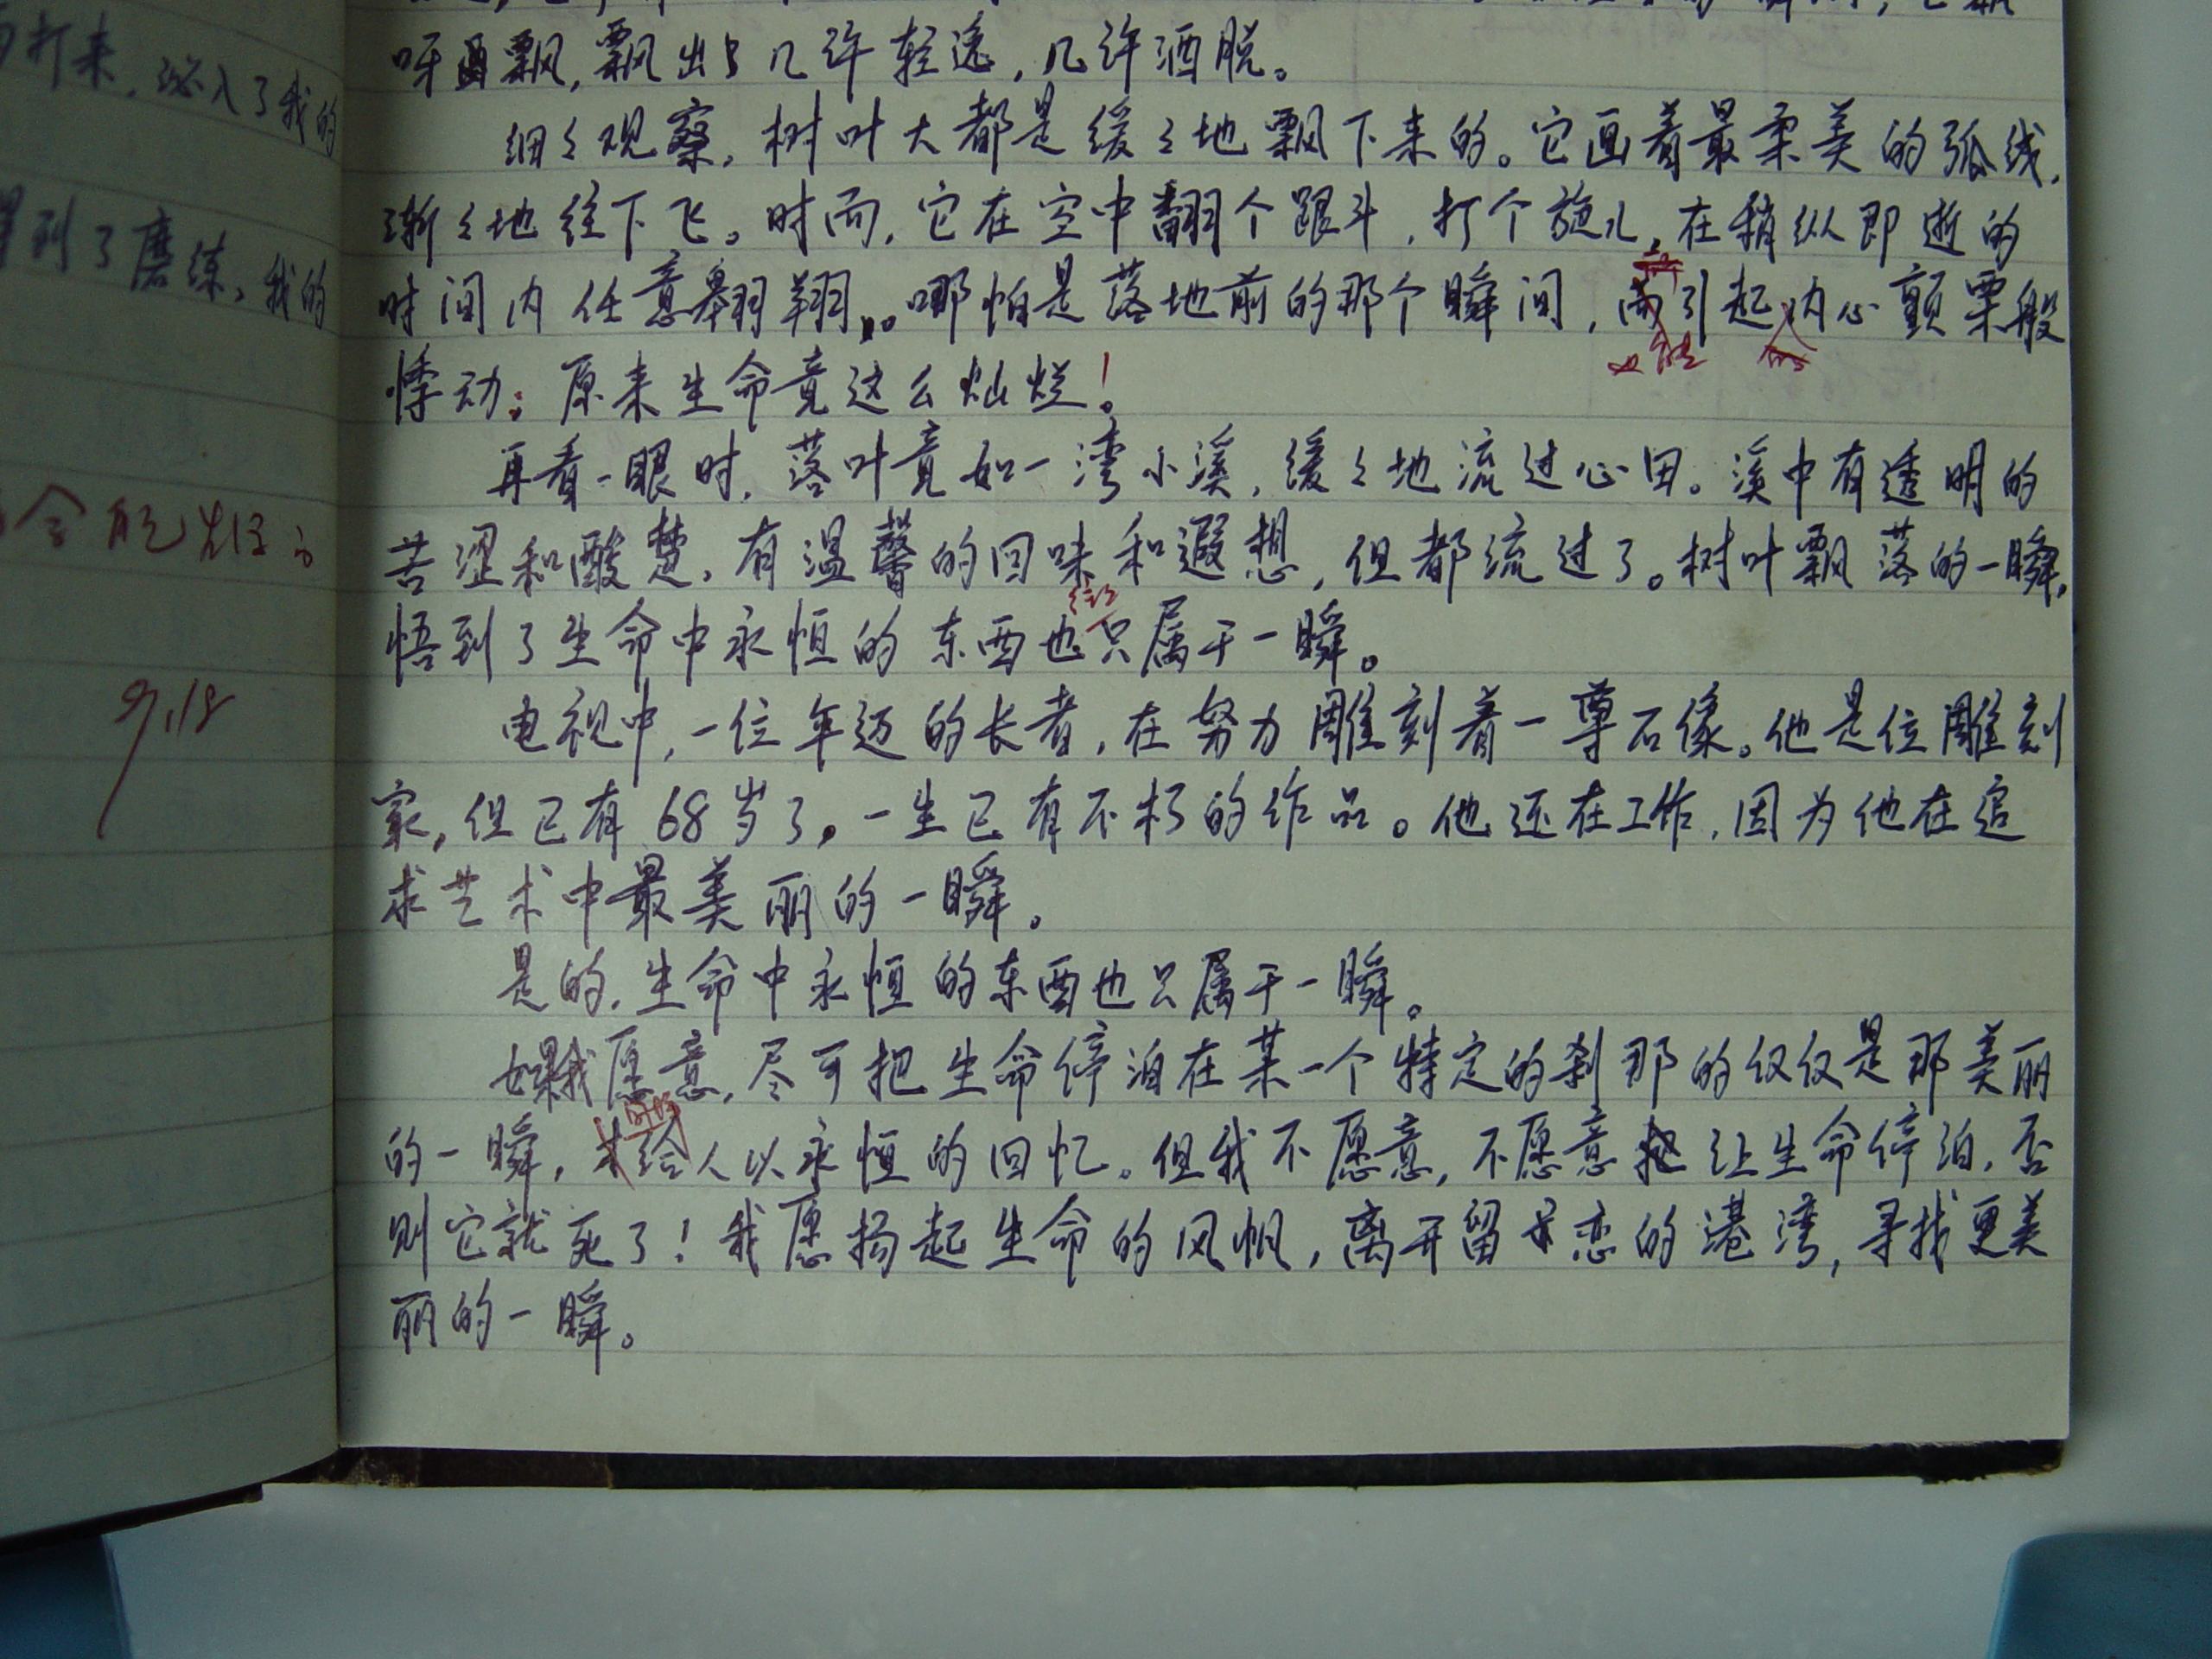 打来，泌入了我的
到了磨练，我的
9.18
呀飘，飘出几许轻逸，几许洒脱。
细々观察，树叶大都是缓々地飘下来的。它画着最柔美的弧线，
渐々地往下飞。时而，它在空中翻个跟斗，打个旋儿，在稍纵即逝的
时间内任意翱翔。哪怕是落地前的那个瞬间，引起内心颤栗般
悸动：原来生命竟这么灿烂！
再看一眼时，落叶竟如一湾小溪，缓々地流过心田。溪中有透明的
苦涩和酸楚，有温馨的回味和遐想，但都流过了。树叶飘落的一瞬，
悟到了生命中永恒的东西也往往只属于一瞬。
电视中，一位年迈的长者，在努力雕刻着一尊石像。他是位雕刻
家，但已有68岁了。一生已有不朽的作品。他还在工作，因为他在追
求艺术中最美丽的一瞬。
是的，生命中永恒的东西也只属于一瞬。
如果我愿意，尽可把生命停泊在某一个特定的刹那的仅仅是那美丽
的一瞬，才给人以永恒的回忆。但我不愿意，不愿意让生命停泊，否
则它就死了！我愿扬起生命的风帆，离开留恋的港湾，寻找更美
丽的一瞬。